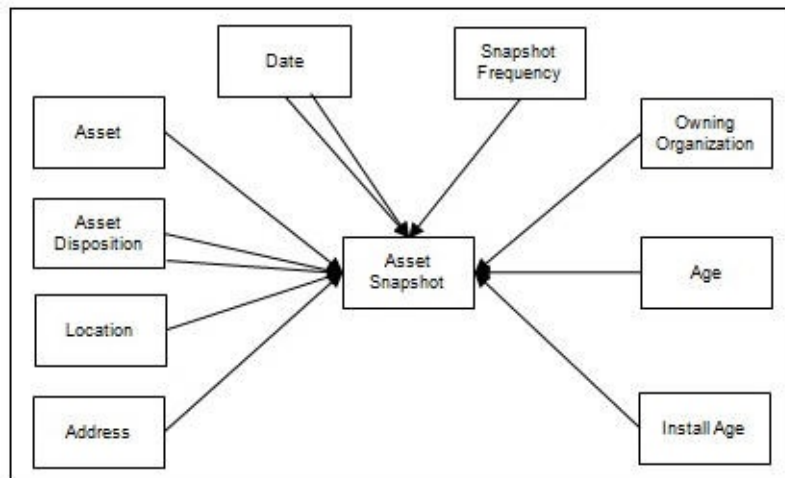 Date
Snapshot
Frequency
Asset
Owning
Organization
Asset
Disposition
Asset
Snapshot
Age
Location
Address
Install Age